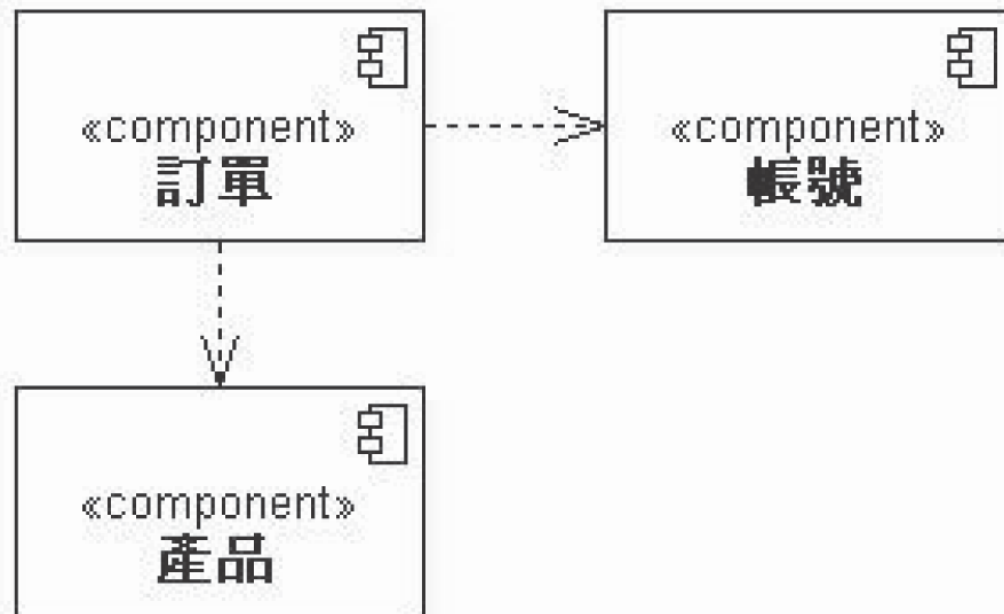 «component»
訂單
«component»
帳號
«component»
產品